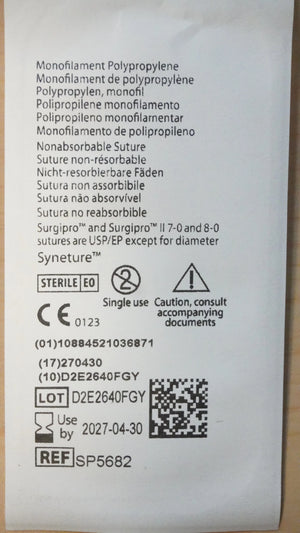 Monofilament Polypropylene
Monofilament de polypropylène
Polypropylen, monofil
Polipropilene monofilamento
Polipropileno monofilamentar
Monofilamento de polipropileno
Nonabsorbable Suture
Suture non-résorbable
Nicht-resorbierbare Fäden
Sutura non assorbibile
Sutura não absorvível
Sutura no reabsorbible
Surgipro™ and Surgipro™ II 7-0 and 8-0
sutures are USP/EP except for diameter
Syneture™
STERILE EO
2
Single use
Caution, consult
accompanying
documents
CE 0123
(01)10884521036871
(17)270430
(10)D2E2640FGY
LOT D2E2640FGY
Use
by 2027-04-30
REF SP5682